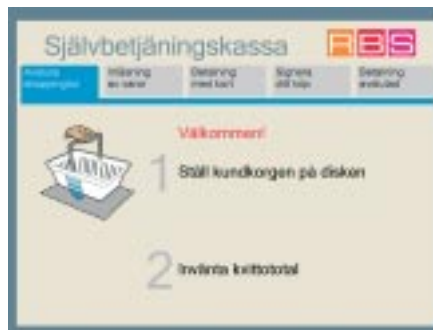 Självbetjäningskassa RBS
Inläsning av varor
Betalning med kort
Signera ditt köp
Betalning avslutad
Välkommen!
1 Ställ kundkorgen på disken
2 Invänta kvittototal